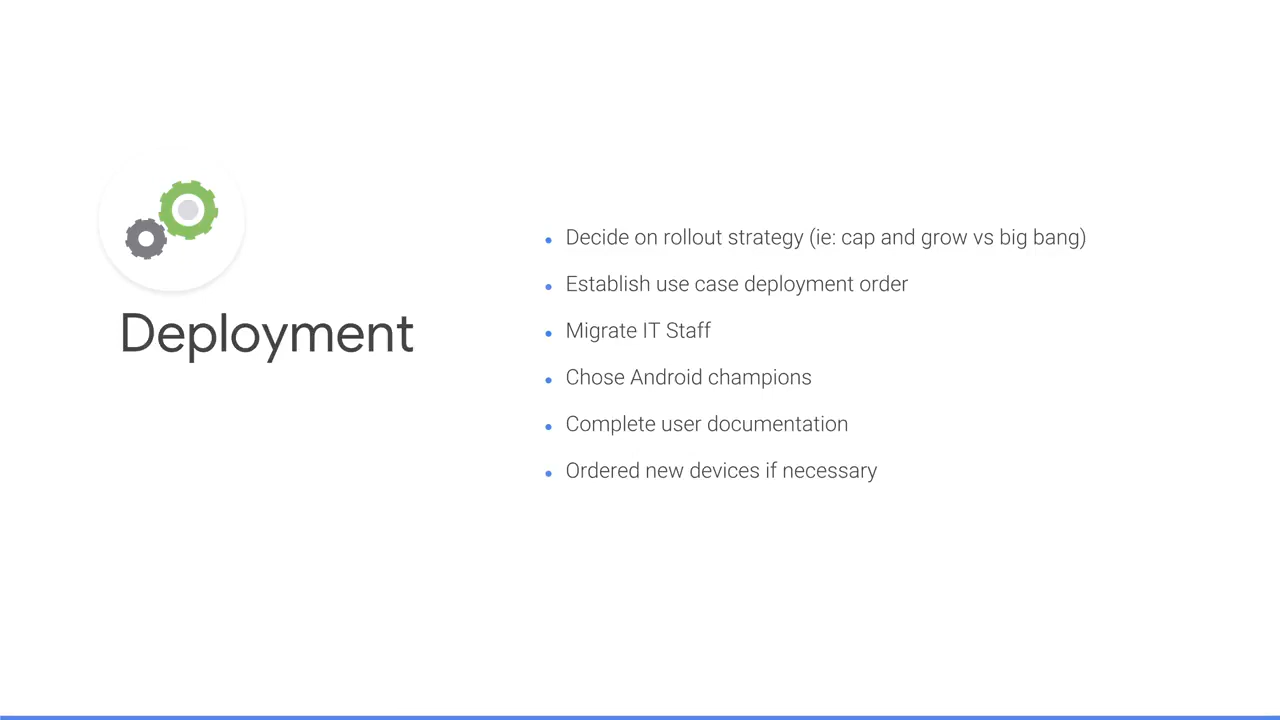 Deployment
Decide on rollout strategy (ie: cap and grow vs big bang)
Establish use case deployment order
Migrate IT Staff
Chose Android champions
Complete user documentation
Ordered new devices if necessary